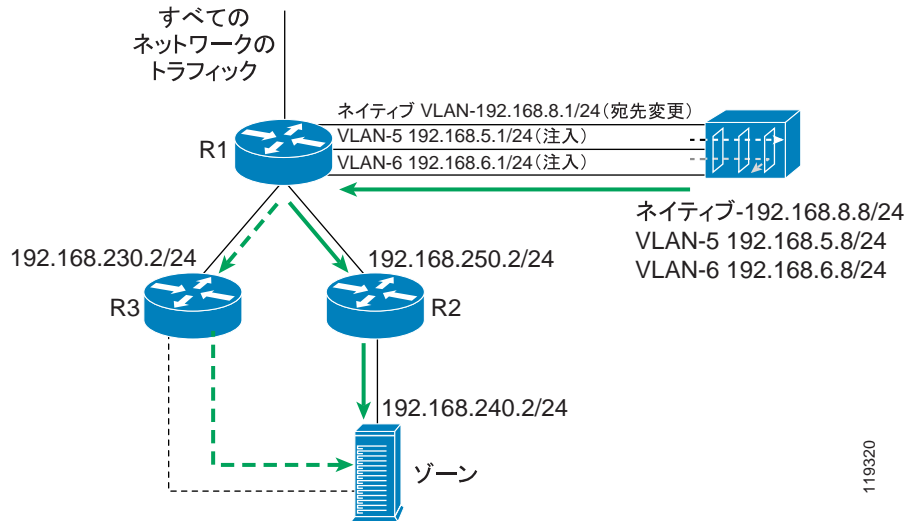 すべての
ネットワークの
トラフィック
ネイティブ VLAN-192.168.8.1/24(宛先変更)
VLAN-5 192.168.5.1/24(注入)
VLAN-6 192.168.6.1/24(注入)
R1
ネイティブ-192.168.8.8/24
VLAN-5 192.168.5.8/24
VLAN-6 192.168.6.8/24
192.168.230.2/24
192.168.250.2/24
R3
R2
192.168.240.2/24
ゾーン
119320